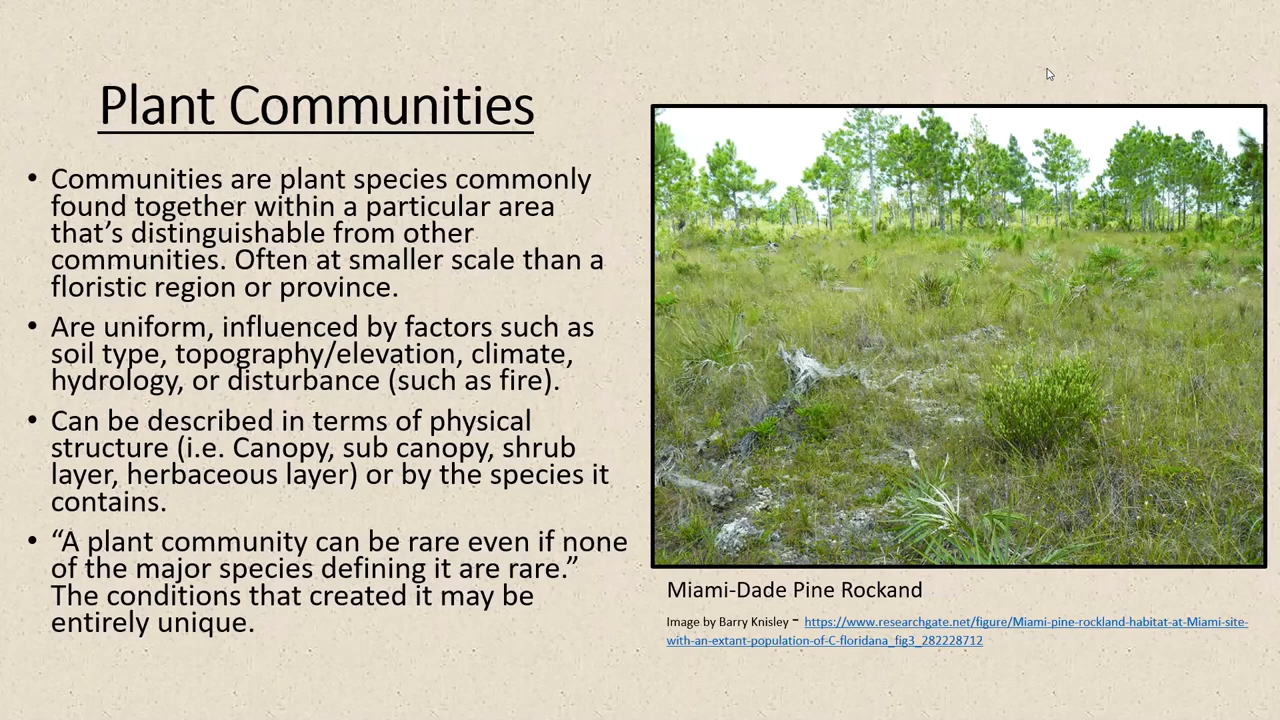 Plant Communities
• Communities are plant species commonly
found together within a particular area
that’s distinguishable from other
communities. Often at smaller scale than a
floristic region or province.
• Are uniform, influenced by factors such as
soil type, topography/elevation, climate,
hydrology, or disturbance (such as fire).
• Can be described in terms of physical
structure (i.e. Canopy, sub canopy, shrub
layer, herbaceous layer) or by the species it
contains.
• “A plant community can be rare even if none
of the major species defining it are rare.”
The conditions that created it may be
entirely unique.
Miami-Dade Pine Rockand
Image by Barry Knisley - https://www.researchgate.net/figure/Miami-pine-rockland-habitat-at-Miami-site-
with-an-extant-population-of-C-floridana_fig3_282228712